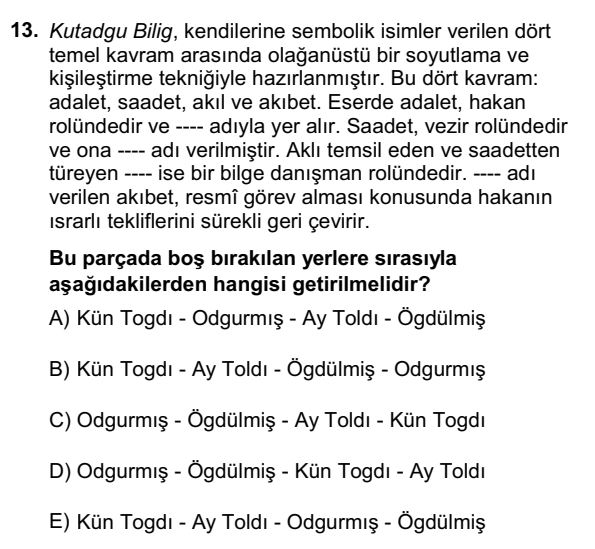 13. Kutadgu Bilig, kendilerine sembolik isimler verilen dört
temel kavram arasında olağanüstü bir soyutlama ve
kişileştirme tekniğiyle hazırlanmıştır. Bu dört kavram:
adalet, saadet, akıl ve akıbet. Eserde adalet, hakan
rolündedir ve ---- adıyla yer alır. Saadet, vezir rolündedir
ve ona ---- adı verilmiştir. Aklı temsil eden ve saadetten
türeyen ---- ise bir bilge danışman rolündedir. ---- adı
verilen akıbet, resmî görev alması konusunda hakanın
ısrarlı tekliflerini sürekli geri çevirir.
Bu parçada boş bırakılan yerlere sırasıyla
aşağıdakilerden hangisi getirilmelidir?
A) Kün Togdı - Odgurmış - Ay Toldı - Ögdülmiş
B) Kün Togdı - Ay Toldı - Ögdülmiş - Odgurmış
C) Odgurmış - Ögdülmiş - Ay Toldı - Kün Togdı
D) Odgurmış - Ögdülmiş - Kün Togdı - Ay Toldı
E) Kün Togdı - Ay Toldı - Odgurmış - Ögdülmiş